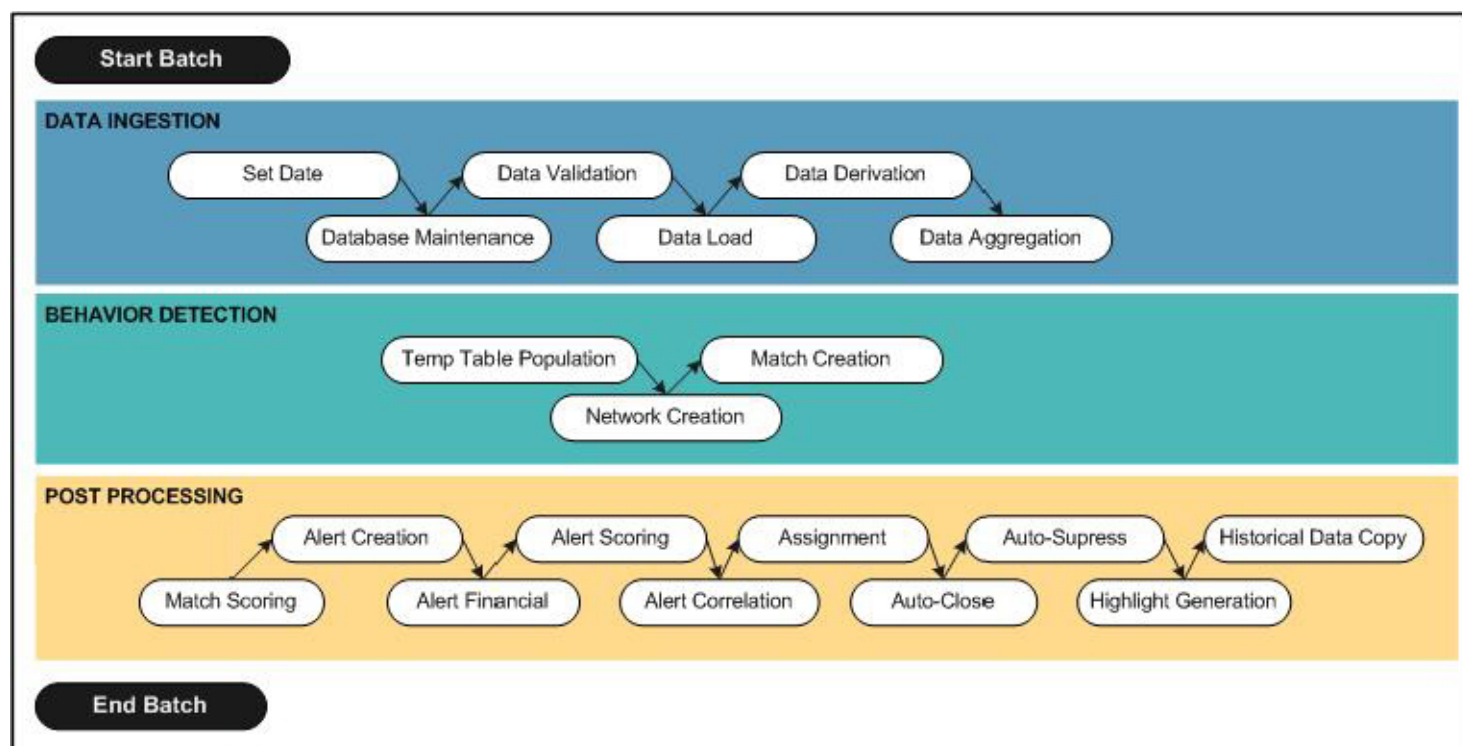 Start Batch
DATA INGESTION
Set Date
Data Validation
Data Derivation
Database Maintenance
Data Load
Data Aggregation
BEHAVIOR DETECTION
Temp Table Population
Match Creation
Network Creation
POST PROCESSING
Alert Creation
Alert Scoring
Assignment
Auto-Supress
Historical Data Copy
Match Scoring
Alert Financial
Alert Correlation
Auto-Close
Highlight Generation
End Batch